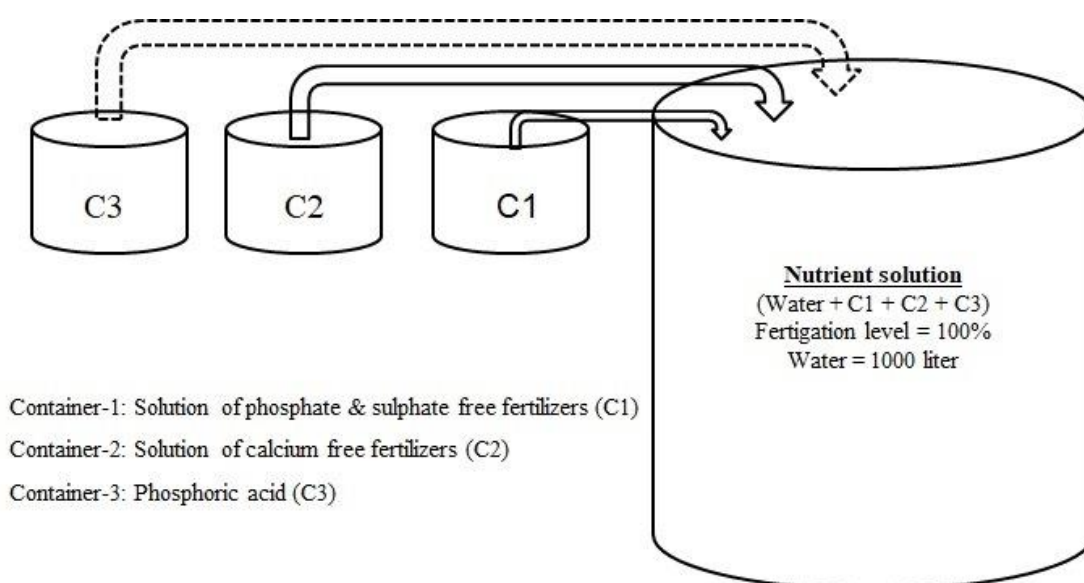 C3
C2
C1
Nutrient solution
(Water + C1 + C2 + C3)
Fertigation level = 100%
Water = 1000 liter
Container-1: Solution of phosphate & sulphate free fertilizers (C1)
Container-2: Solution of calcium free fertilizers (C2)
Container-3: Phosphoric acid (C3)